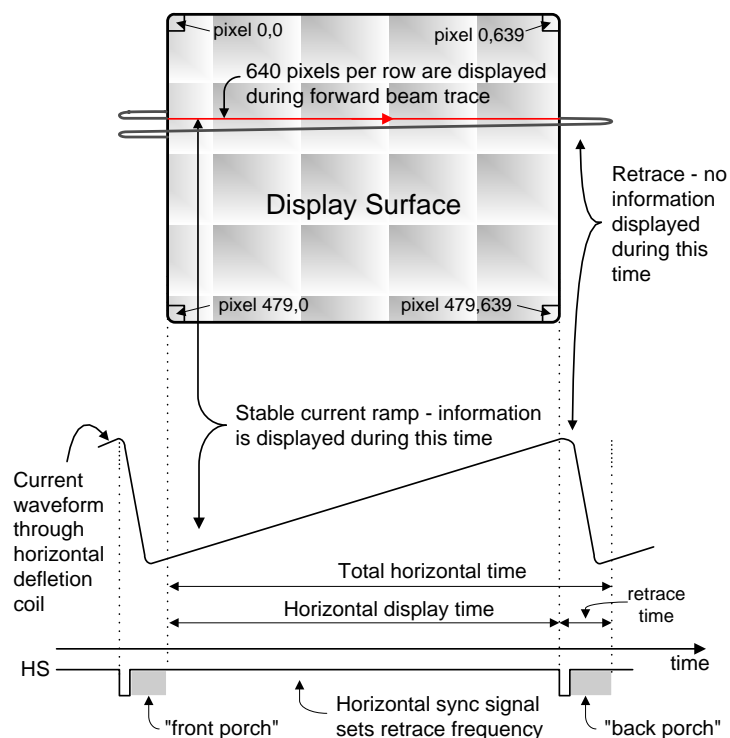 pixel 0,0
pixel 0,639
640 pixels per row are displayed
during forward beam trace
Retrace - no
information
displayed
during this
time
Display Surface
pixel 479,0
pixel 479,639
Stable current ramp - information
is displayed during this time
Current
waveform
through
horizontal
defletion
coil
Total horizontal time
Horizontal display time
retrace
time
time
HS
"front porch"
Horizontal sync signal
sets retrace frequency
"back porch"